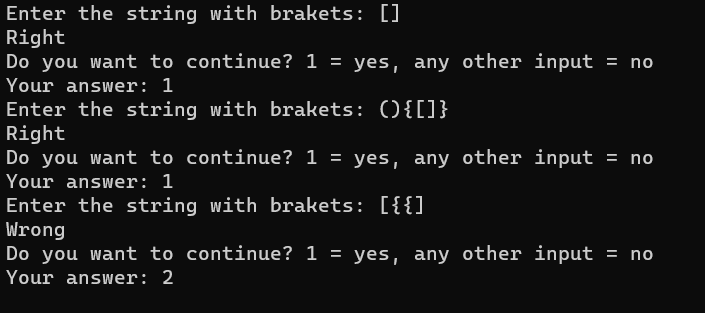 Enter the string with brakets: []
Right
Do you want to continue? 1 = yes, any other input = no
Your answer: 1
Enter the string with brakets: (){[]}
Right
Do you want to continue? 1 = yes, any other input = no
Your answer: 1
Enter the string with brakets: [{{]
Wrong
Do you want to continue? 1 = yes, any other input = no
Your answer: 2